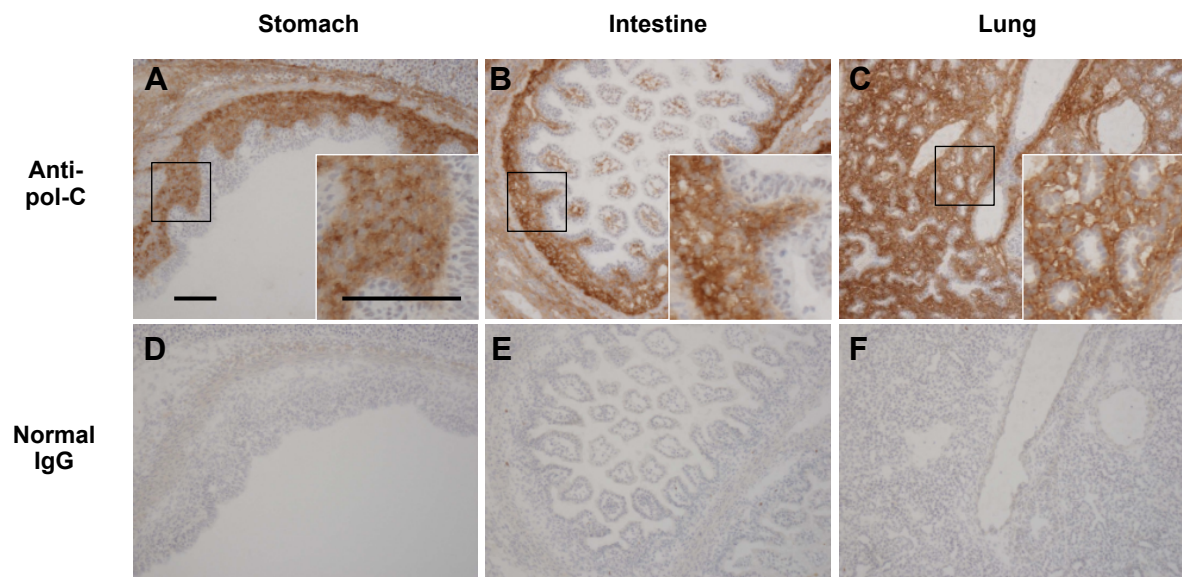 Stomach
Intestine
Lung
Anti-
pol-C
A
B
C
Normal
IgG
D
E
F